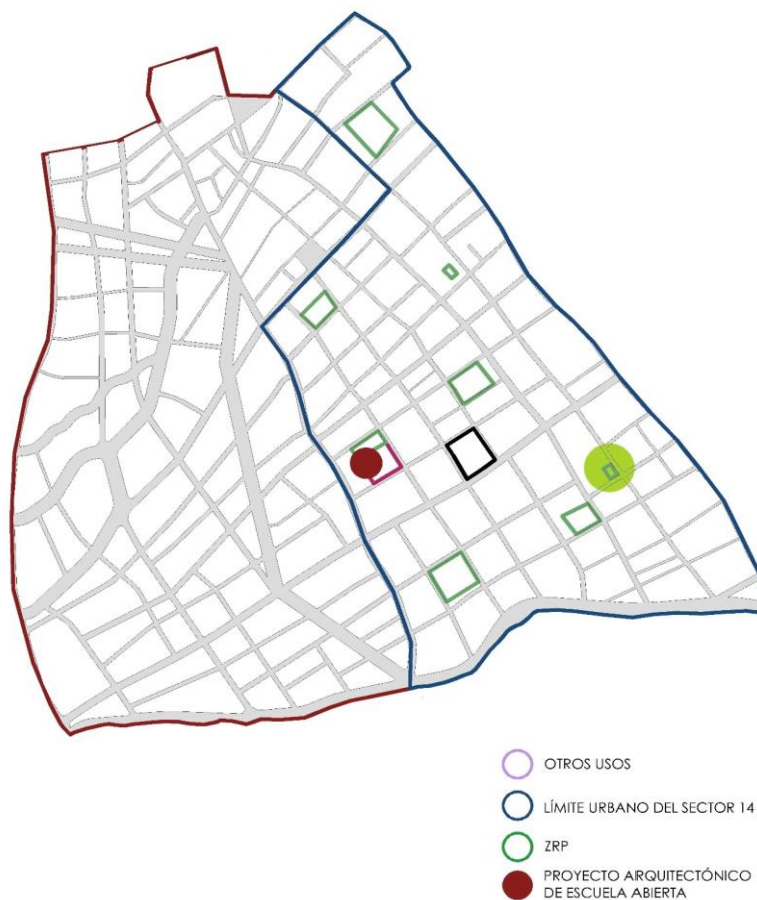 OTROS USOS
LÍMITE URBANO DEL SECTOR 14
ZRP
PROYECTO ARQUITECTÓNICO
DE ESCUELA ABIERTA